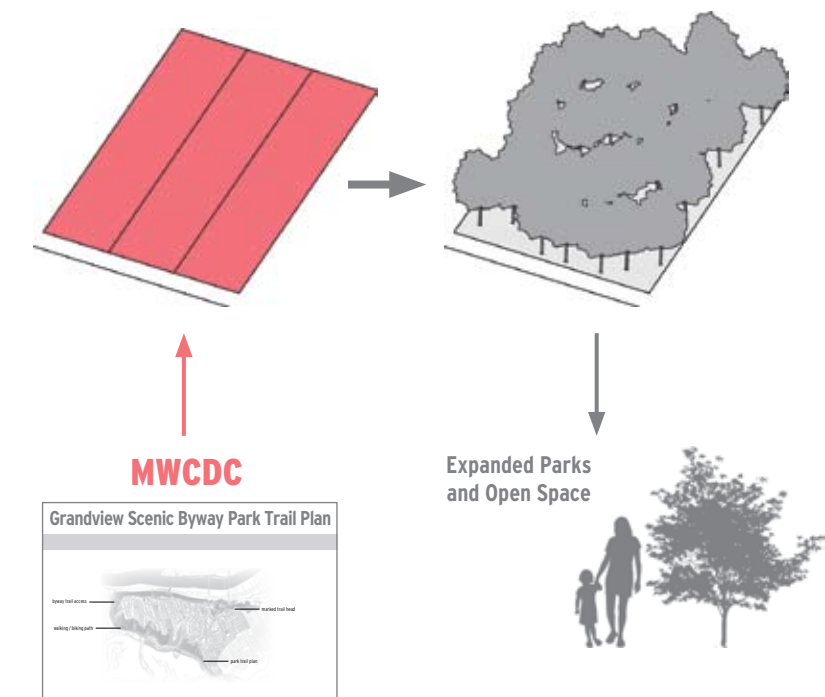 MWCDC
Expanded Parks
and Open Space
Grandview Scenic Byway Park Trail Plan
byway trail access
marked trail head
walking / biking path
park trail plan